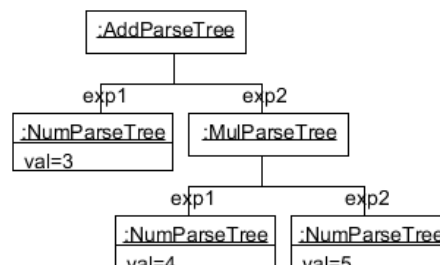 :AddParseTree
exp1 exp2
:NumParseTree :MulParseTree
val=3
exp1 exp2
:NumParseTree :NumParseTree
val=4 val=5